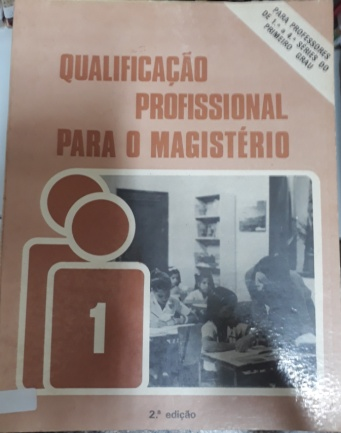 PARA PROFESSORES
DE 1.ª a 4.ª SÉRIES DO
PRIMEIRO GRAU
QUALIFICAÇÃO
PROFISSIONAL
PARA O MAGISTÉRIO
1
2.ª edição